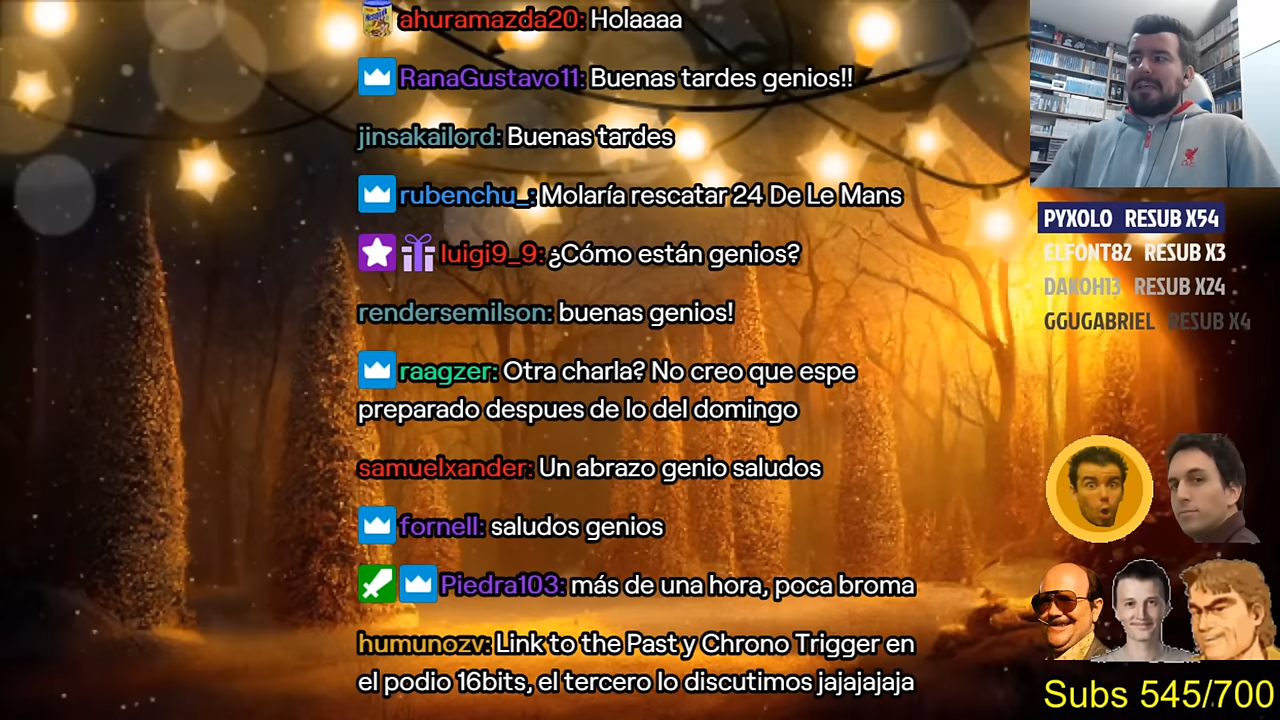 ahuramazda20: Holaaaa
RanaGustavo11: Buenas tardes genios!!
jinsakailord: Buenas tardes
rubenchu_: Molaría rescatar 24 De Le Mans
luigi9_9: ¿Cómo están genios?
rendersemilson: buenas genios!
raagzer: Otra charla? No creo que espe
preparado despues de lo del domingo
samuelxander: Un abrazo genio saludos
fornell: saludos genios
Piedra103: más de una hora, poca broma
humunozv: Link to the Past y Chrono Trigger en
el podio 16bits, el tercero lo discutimos jajajajaja
PYXOLO RESUB X54
ELFONT82 RESUB X3
DAKOH13 RESUB X24
GGUGABRIEL RESUB X4
Subs 545/700